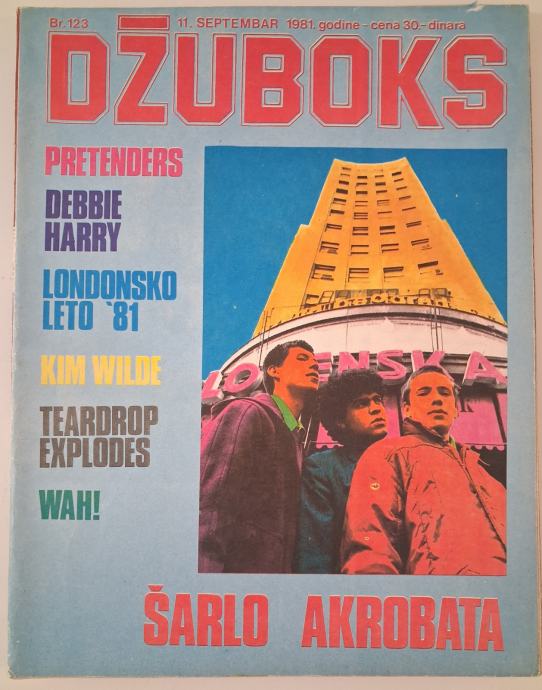 Br. 123
11. SEPTEMBAR 1981. godine - cena 30.- dinara
DŽUBOKS
PRETENDERS
DEBBIE
HARRY
LONDONSKO
LETO '81
KIM WILDE
TEARDROP
EXPLODES
WAH!
ŠARLO AKROBATA